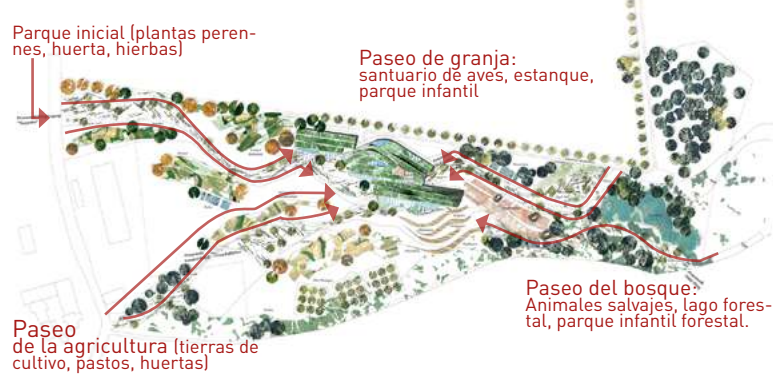 Parque inicial (plantas peren-
nes, huerta, hierbas)
Paseo de granja:
santuario de aves, estanque,
parque infantil
Paseo del bosque:
Animales salvajes, lago fores-
tal, parque infantil forestal.
Paseo
de la agricultura (tierras de
cultivo, pastos, huertas)